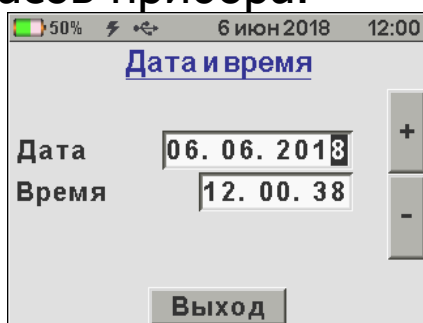 50% 6 июн 2018 12:00
Дата и время
Дата 06. 06. 2018
+
Время 12. 00. 38
-
Выход